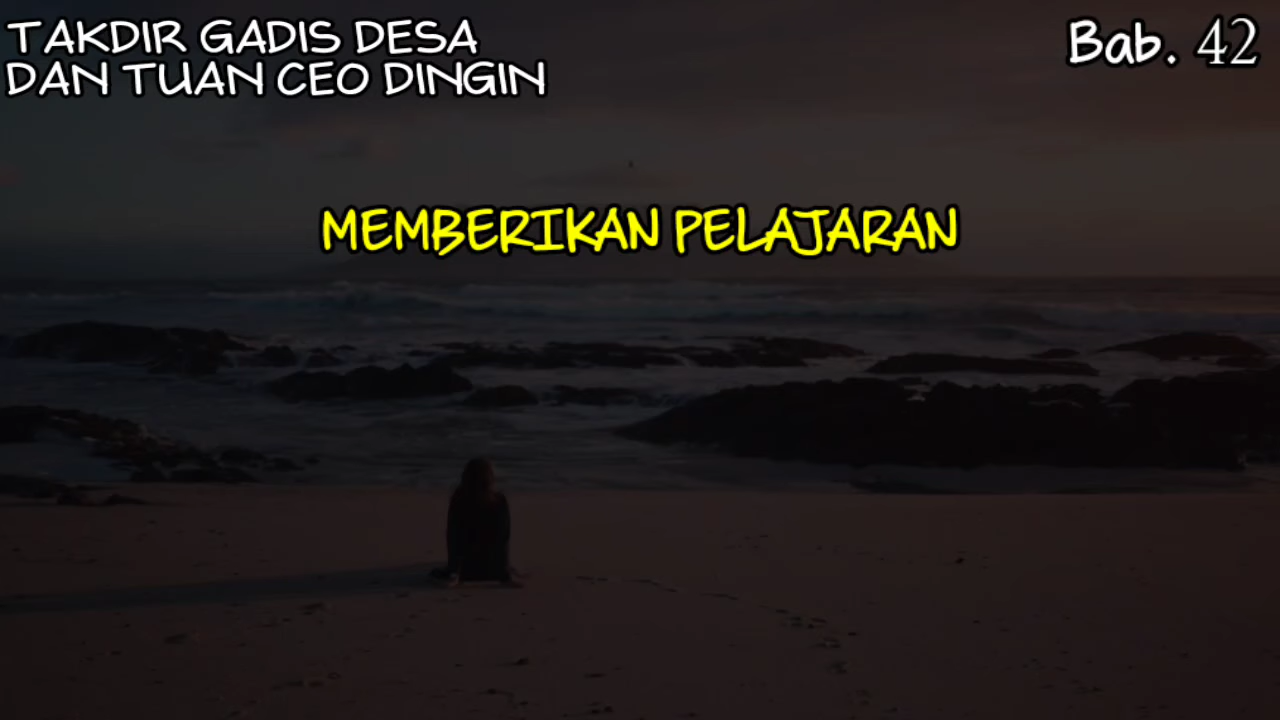 TAKDIR GADIS DESA
DAN TUAN CEO DINGIN
Bab. 42
MEMBERIKAN PELAJARAN